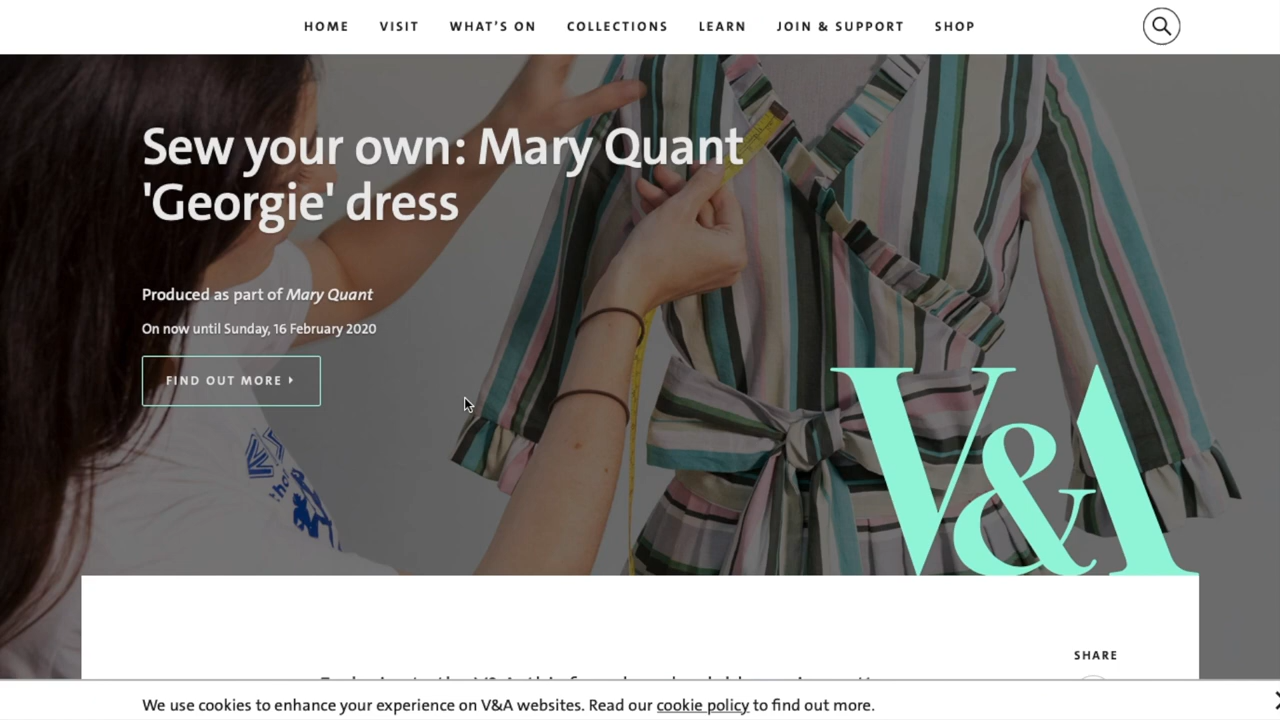 HOME VISIT WHAT'S ON COLLECTIONS LEARN JOIN & SUPPORT SHOP
Sew your own: Mary Quant
'Georgie' dress
Produced as part of Mary Quant
On now until Sunday, 16 February 2020
FIND OUT MORE
V&A
SHARE
We use cookies to enhance your experience on V&A websites. Read our cookie policy to find out more.